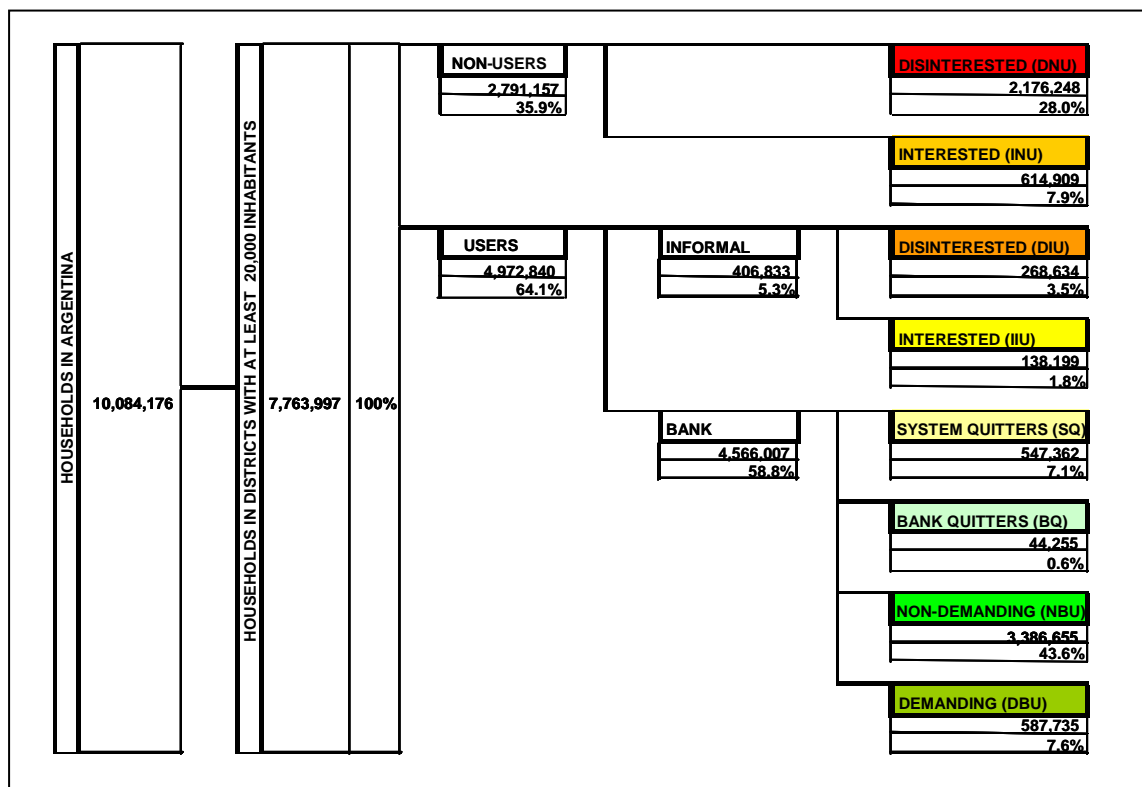 HOUSEHOLDS IN ARGENTINA
10,084,176
HOUSEHOLDS IN DISTRICTS WITH AT LEAST 20,000 INHABITANTS
7,763,997
100%
NON-USERS
2,791,157
35.9%
DISINTERESTED (DNU)
2,176,248
28.0%
INTERESTED (INU)
614,909
7.9%
USERS
4,972,840
64.1%
INFORMAL
406,833
5.3%
DISINTERESTED (DIU)
268,634
3.5%
INTERESTED (IIU)
138,199
1.8%
BANK
4,566,007
58.8%
SYSTEM QUITTERS (SQ)
547,362
7.1%
BANK QUITTERS (BQ)
44,255
0.6%
NON-DEMANDING (NBU)
3,386,655
43.6%
DEMANDING (DBU)
587,735
7.6%